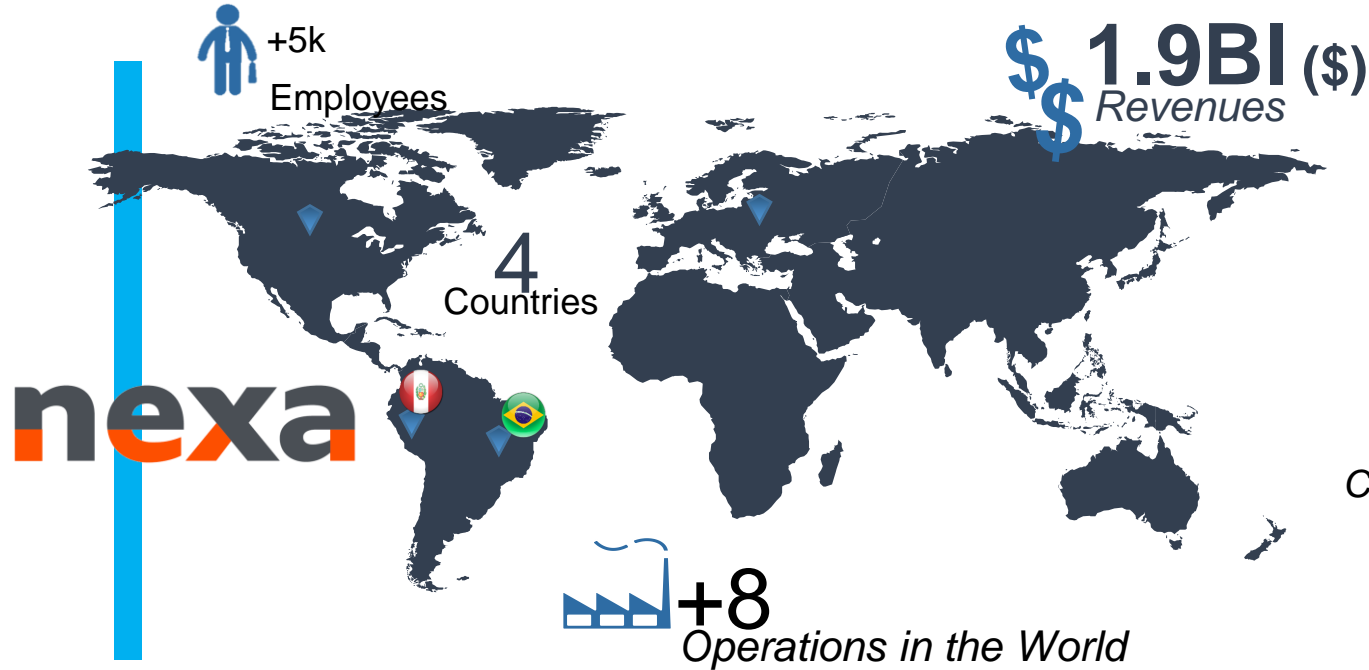 +5k
Employees
$ $ 1.9BI ($)
Revenues
4
Countries
nexa
C
+8
Operations in the World